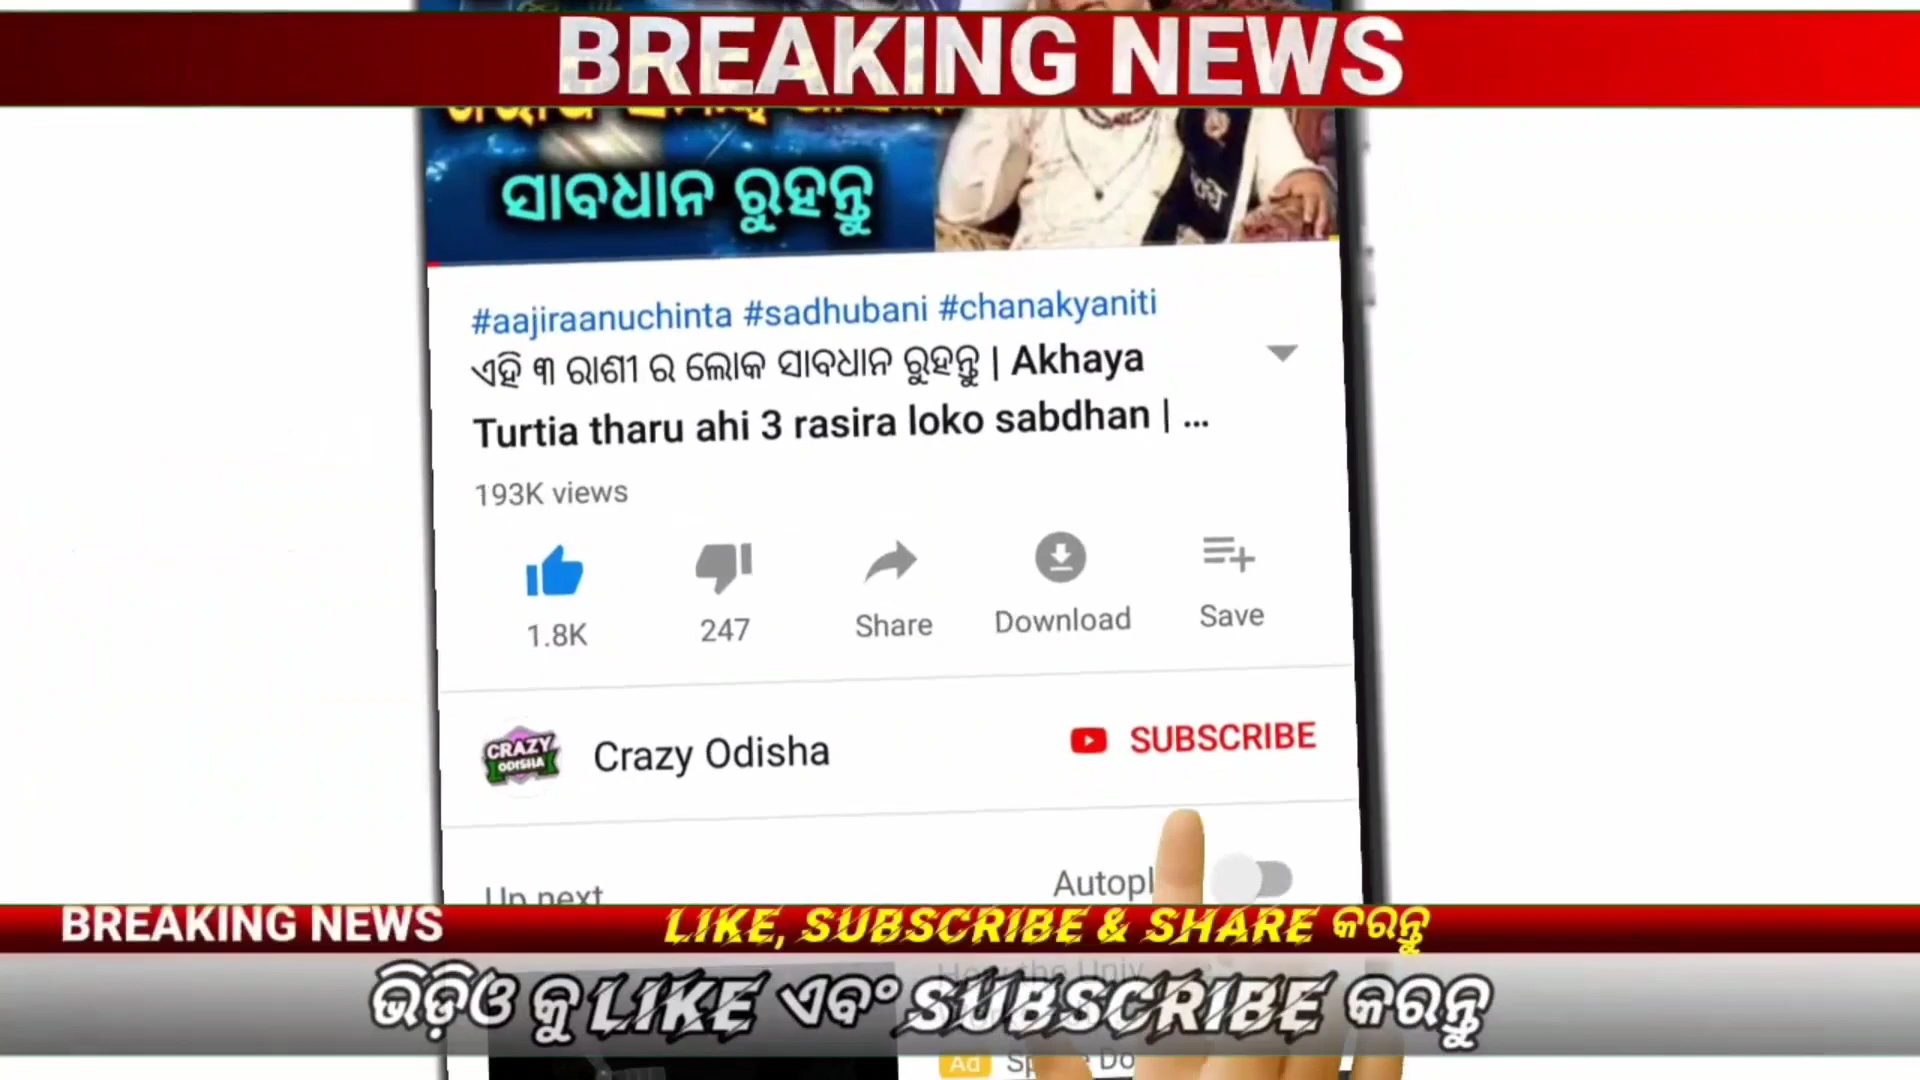 BREAKING NEWS
ସାବଧାନ ରୁହନ୍ତୁ
#aajiraanuchinta #sadhubani #chanakyaniti
ଏହି ୩ ରାଶୀ ର ଲୋକ ସାବଧାନ ରୁହନ୍ତୁ | Akhaya
Turtia tharu ahi 3 rasira loko sabdhan | ...
193K views
1.8K 247 Share Download Save
CRAZY
ODISHA
Crazy Odisha SUBSCRIBE
Up next Autopl
BREAKING NEWS LIKE, SUBSCRIBE & SHARE କରନ୍ତୁ
ଭିଡ଼ିଓ କୁ LIKE ଏବଂ SUBSCRIBE କରନ୍ତୁ
Ad